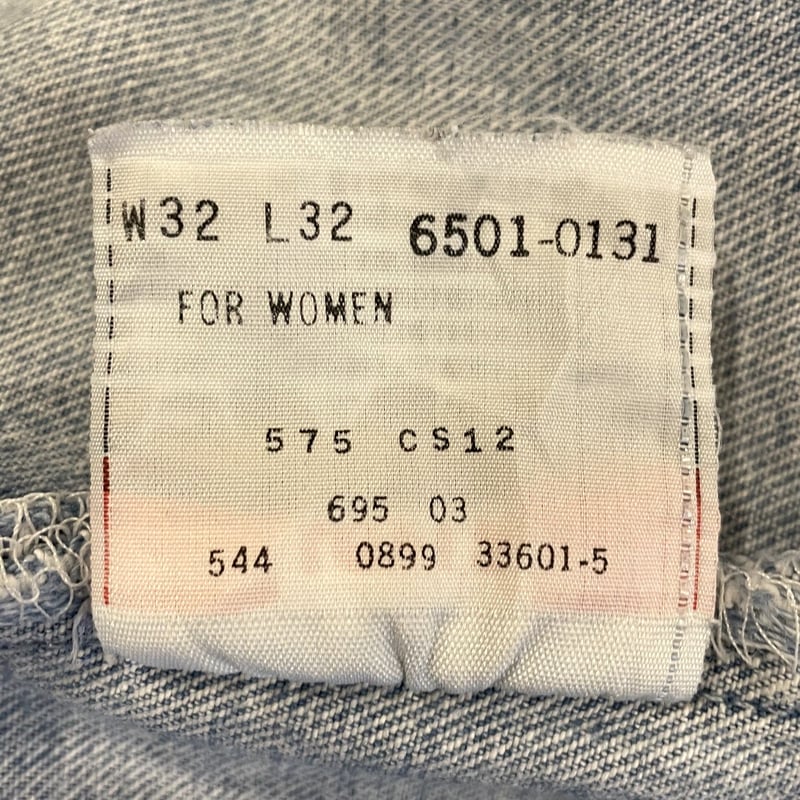 W32 L32 6501-0131
FOR WOMEN
575 CS12
695 03
544 0899 33601-5